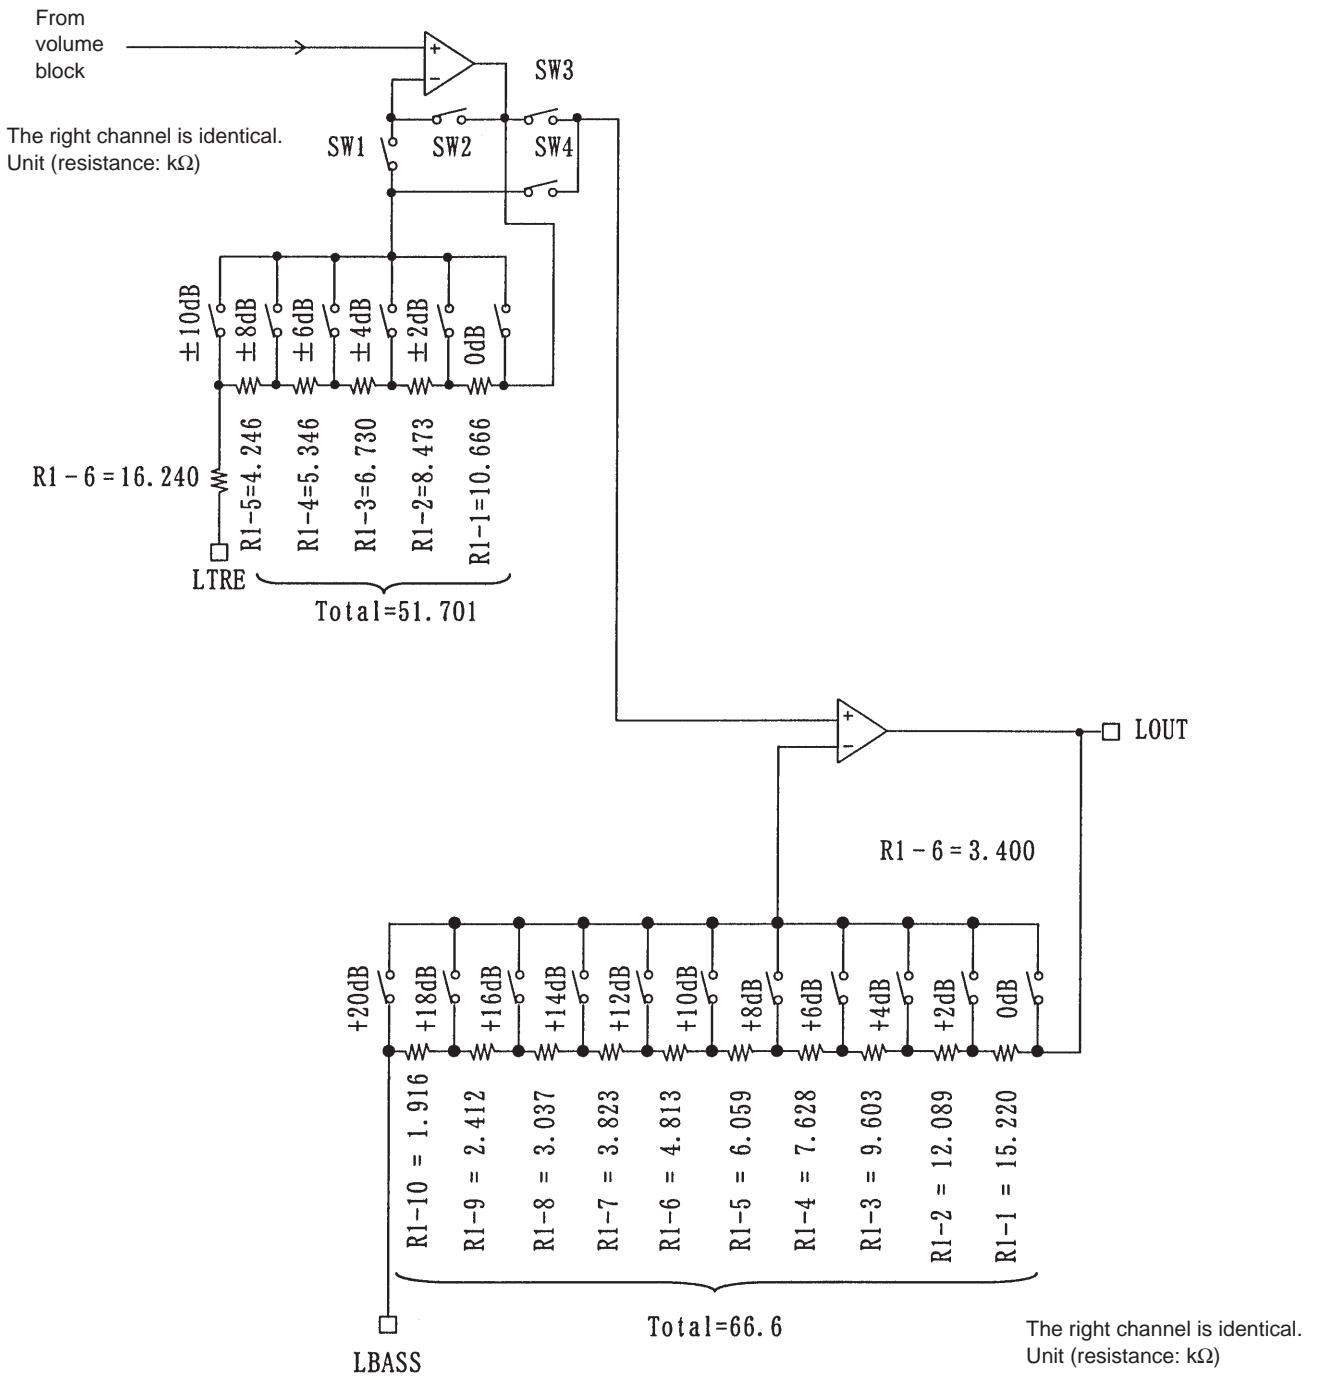 From
volume
block
+
−
SW3
The right channel is identical.
Unit (resistance: kΩ)
SW1
SW2
SW4
±10dB
±8dB
±6dB
±4dB
±2dB
0dB
R1−6=16.240
R1−5=4.246
R1−4=5.346
R1−3=6.730
R1−2=8.473
R1−1=10.666
LTRE
Total=51.701
+
−
LOUT
R1−6=3.400
+20dB
+18dB
+16dB
+14dB
+12dB
+10dB
+8dB
+6dB
+4dB
+2dB
0dB
R1−10 = 1.916
R1−9 = 2.412
R1−8 = 3.037
R1−7 = 3.823
R1−6 = 4.813
R1−5 = 6.059
R1−4 = 7.628
R1−3 = 9.603
R1−2 = 12.089
R1−1 = 15.220
Total=66.6
LBASS
The right channel is identical.
Unit (resistance: kΩ)